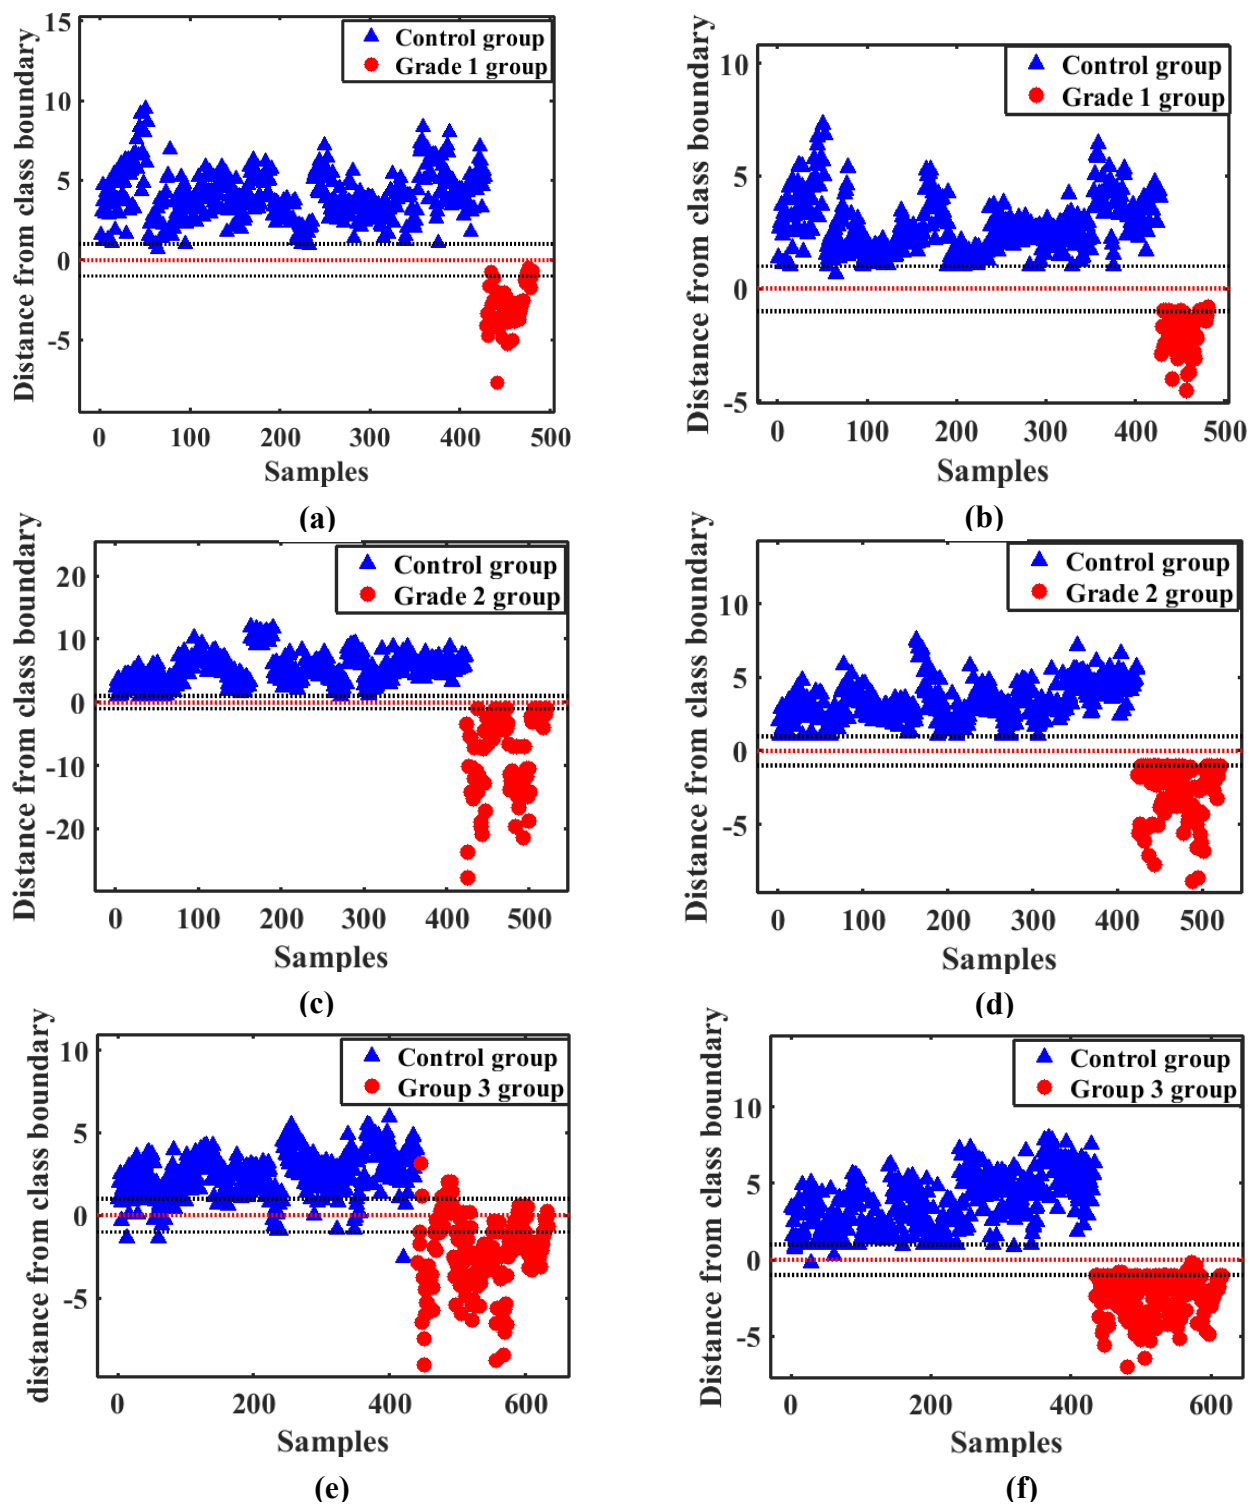 Distance from class boundary
15
10
5
0
-5
Control group
Grade 1 group
0 100 200 300 400 500
Samples
(a)
Distance from class boundary
10
5
0
-5
Control group
Grade 1 group
0 100 200 300 400 500
Samples
(b)
Distance from class boundary
20
10
0
-10
-20
Control group
Grade 2 group
0 100 200 300 400 500
Samples
(c)
Distance from class boundary
10
5
0
-5
Control group
Grade 2 group
0 100 200 300 400 500
Samples
(d)
distance from class boundary
10
5
0
-5
Control group
Group 3 group
0 200 400 600
Samples
(e)
Distance from class boundary
10
5
0
-5
Control group
Group 3 group
0 200 400 600
Samples
(f)